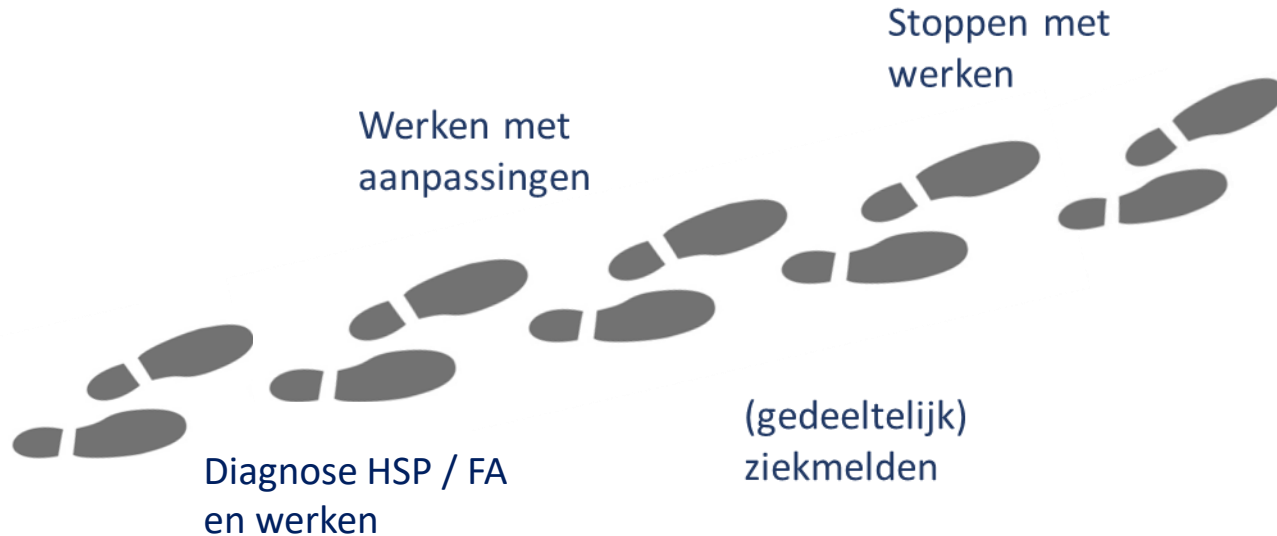 Stoppen met
werken
Werken met
aanpassingen
(gedeeltelijk)
ziekmelden
Diagnose HSP / FA
en werken